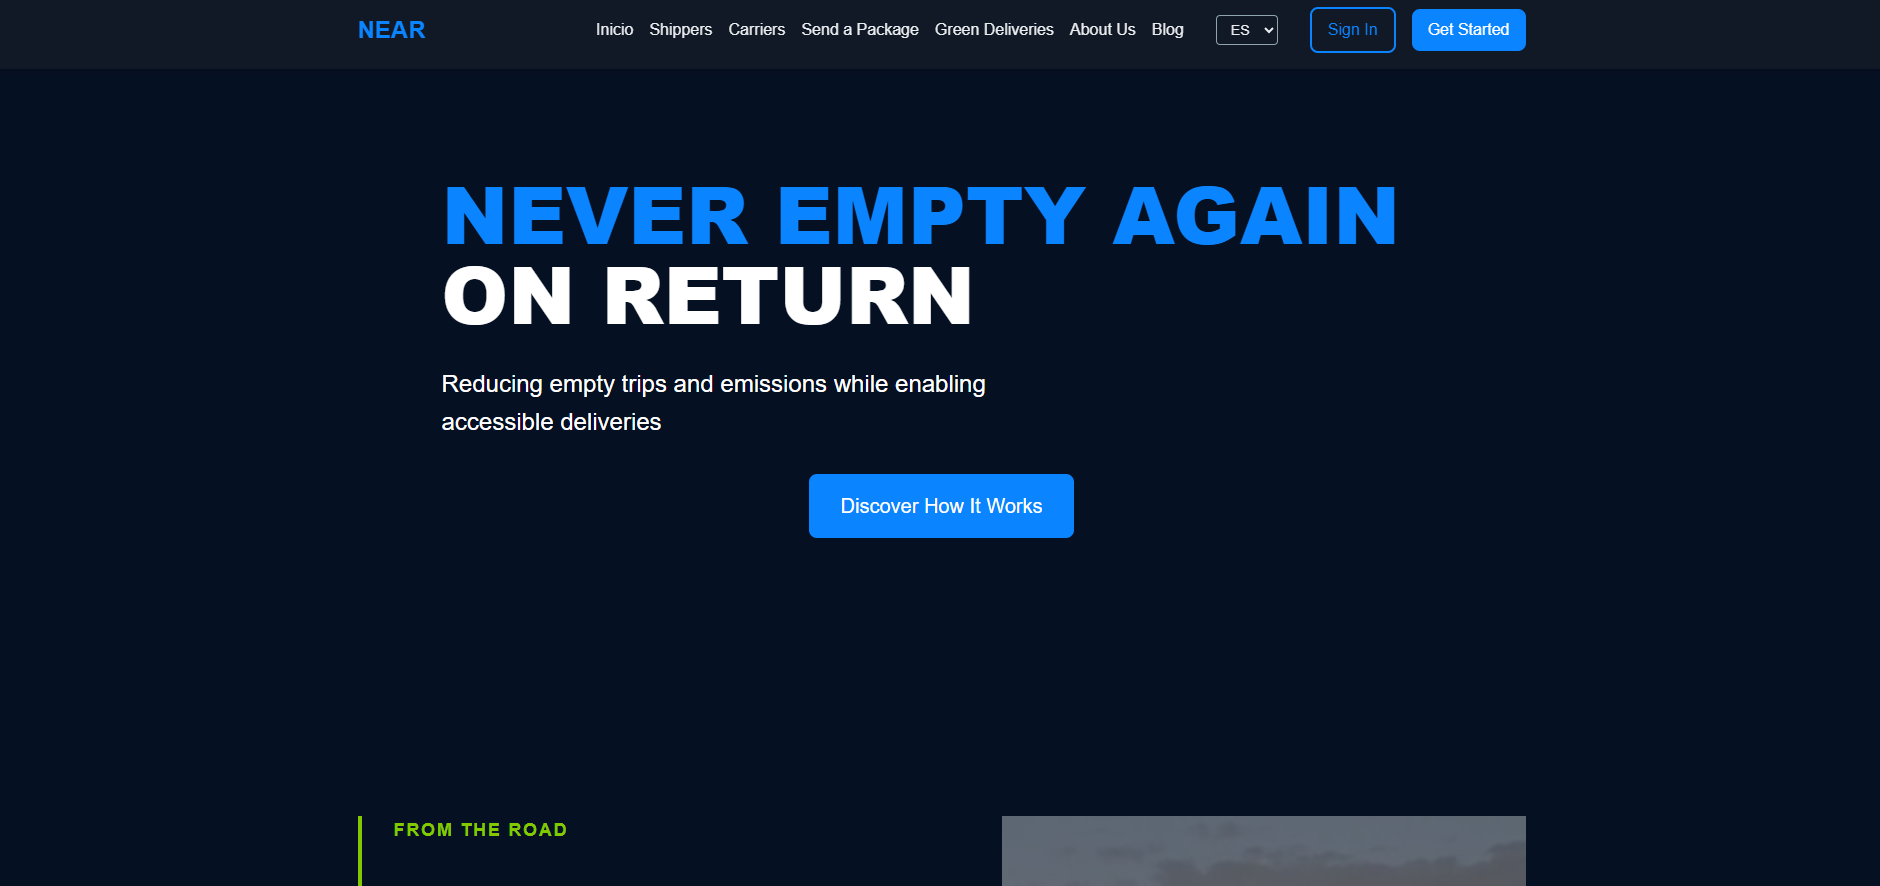 NEAR
Inicio Shippers Carriers Send a Package Green Deliveries About Us Blog ES Sign In Get Started
NEVER EMPTY AGAIN
ON RETURN
Reducing empty trips and emissions while enabling
accessible deliveries
Discover How It Works
FROM THE ROAD